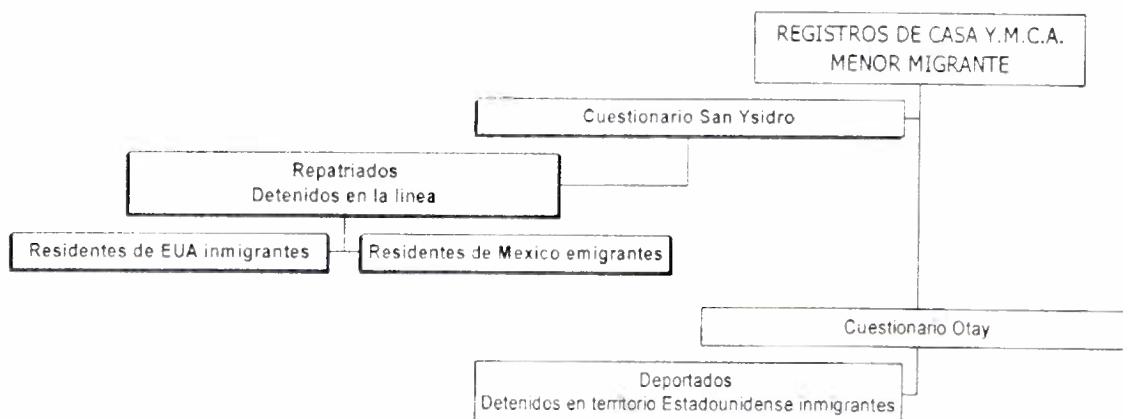 REGISTROS DE CASA Y.M.C.A.
MENOR MIGRANTE
Cuestionario San Ysidro
Repatriados
Detenidos en la linea
Residentes de EUA inmigrantes
Residentes de Mexico emigrantes
Cuestionario Otay
Deportados
Detenidos en territorio Estadounidense inmigrantes